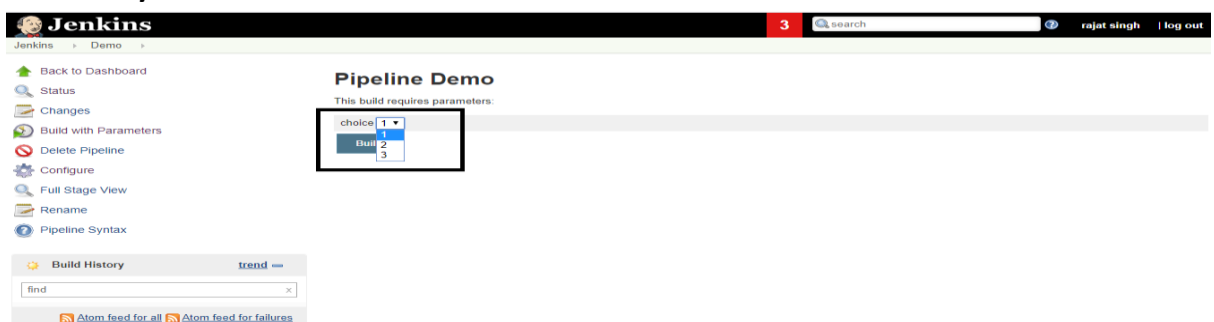 Jenkins
3
search
rajat singh | log out
Jenkins Demo
Back to Dashboard
Status
Changes
Build with Parameters
Delete Pipeline
Configure
Full Stage View
Rename
Pipeline Syntax
Build History trend
find
Atom feed for all Atom feed for failures
Pipeline Demo
This build requires parameters:
choice 1
1
2
3